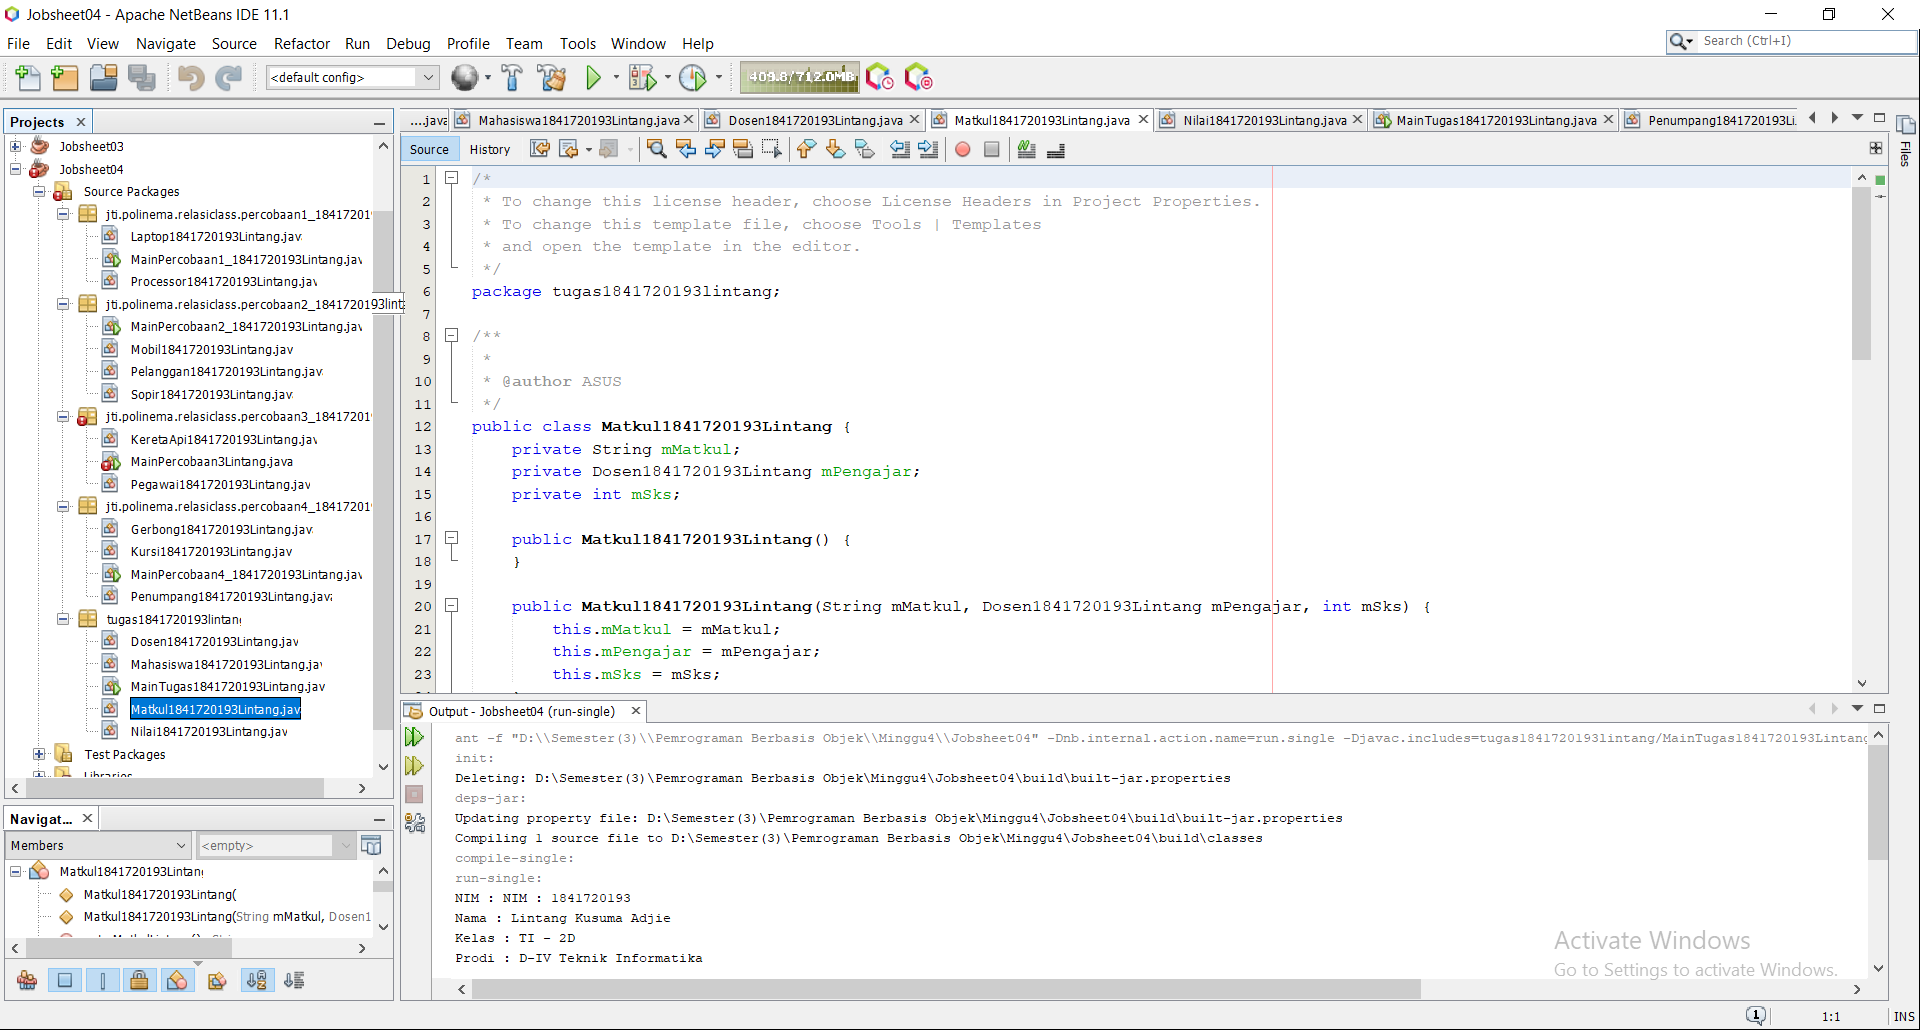 Jobsheet04 - Apache NetBeans IDE 11.1
File Edit View Navigate Source Refactor Run Debug Profile Team Tools Window Help
Search (Ctrl+I)
<default config>
409.8/712.0MB
Projects
Jobsheet03
Jobsheet04
Source Packages
jti.polinema.relasiclass.percobaan1_1841720
Laptop1841720193Lintang.jav
MainPercobaan1_1841720193Lintang.jav
Processor1841720193Lintang.jav
jti.polinema.relasiclass.percobaan2_1841720193lint
MainPercobaan2_1841720193Lintang.jav
Mobil1841720193Lintang.jav
Pelanggan1841720193Lintang.jav
Sopir1841720193Lintang.jav
jti.polinema.relasiclass.percobaan3_1841720
KeretaApi1841720193Lintang.jav
MainPercobaan3Lintang.java
Pegawai1841720193Lintang.jav
jti.polinema.relasiclass.percobaan4_1841720
Gerbong1841720193Lintang.jav
Kursi1841720193Lintang.jav
MainPercobaan4_1841720193Lintang.jav
Penumpang1841720193Lintang.jav
tugas1841720193lintang
Dosen1841720193Lintang.jav
Mahasiswa1841720193Lintang.jav
MainTugas1841720193Lintang.jav
Matkul1841720193Lintang.jav
Nilai1841720193Lintang.jav
Test Packages
Libraries
Navigat...
Members
<empty>
Matkul1841720193Lintang
Matkul1841720193Lintang(
Matkul1841720193Lintang(String mMatkul, Dosen1
....java Mahasiswa1841720193Lintang.java Dosen1841720193Lintang.java Matkul1841720193Lintang.java Nilai1841720193Lintang.java MainTugas1841720193Lintang.java Penumpang1841720193Li
Files
Source History
1 /*
2 * To change this license header, choose License Headers in Project Properties.
3 * To change this template file, choose Tools | Templates
4 * and open the template in the editor.
5 */
6 package tugas1841720193lintang;
7
8 /**
9 *
10 * @author ASUS
11 */
12 public class Matkul1841720193Lintang {
13 private String mMatkul;
14 private Dosen1841720193Lintang mPengajar;
15 private int mSks;
16
17 public Matkul1841720193Lintang() {
18 }
19
20 public Matkul1841720193Lintang(String mMatkul, Dosen1841720193Lintang mPengajar, int mSks) {
21 this.mMatkul = mMatkul;
22 this.mPengajar = mPengajar;
23 this.mSks = mSks;
Output - Jobsheet04 (run-single)
ant -f "D:\\Semester(3)\\Pemrograman Berbasis Objek\\Minggu4\\Jobsheet04" -Dnb.internal.action.name=run.single -Djavac.includes=tugas1841720193lintang/MainTugas1841720193Lintang
init:
Deleting: D:\Semester(3)\Pemrograman Berbasis Objek\Minggu4\Jobsheet04\build\built-jar.properties
deps-jar:
Updating property file: D:\Semester(3)\Pemrograman Berbasis Objek\Minggu4\Jobsheet04\build\built-jar.properties
Compiling 1 source file to D:\Semester(3)\Pemrograman Berbasis Objek\Minggu4\Jobsheet04\build\classes
compile-single:
run-single:
NIM : NIM : 1841720193
Nama : Lintang Kusuma Adjie
Kelas : TI - 2D
Prodi : D-IV Teknik Informatika
Activate Windows
Go to Settings to activate Windows.
1
1:1
INS